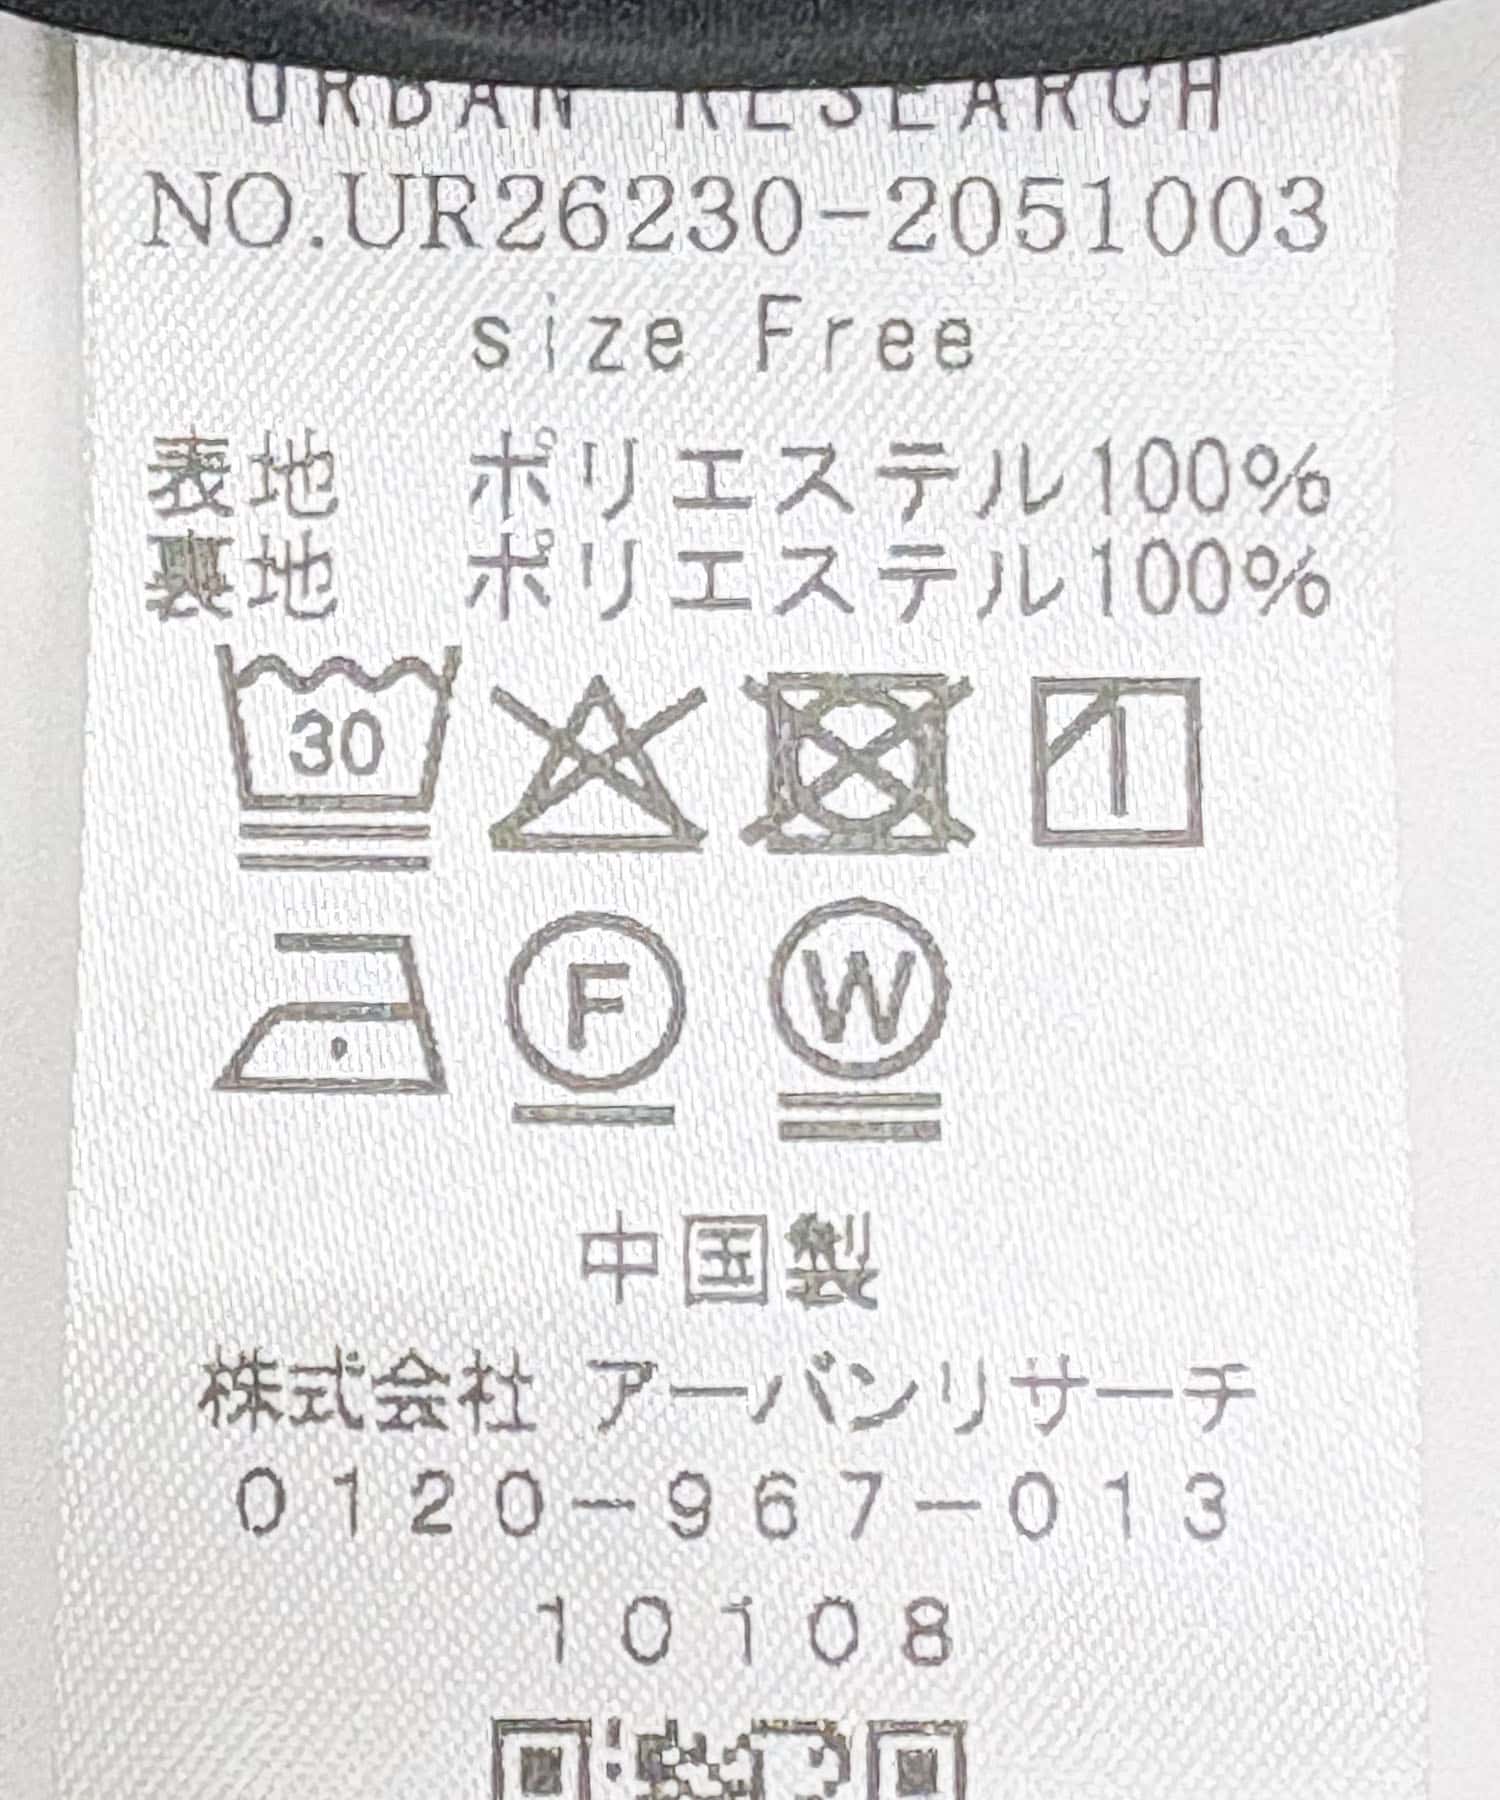 URBAN RESEARCH
NO.UR26230-2051003
size Free
表地 ポリエステル100%
裏地 ポリエステル100%
30
F W
中国製
株式会社 アーバンリサーチ
0120-967-013
10108